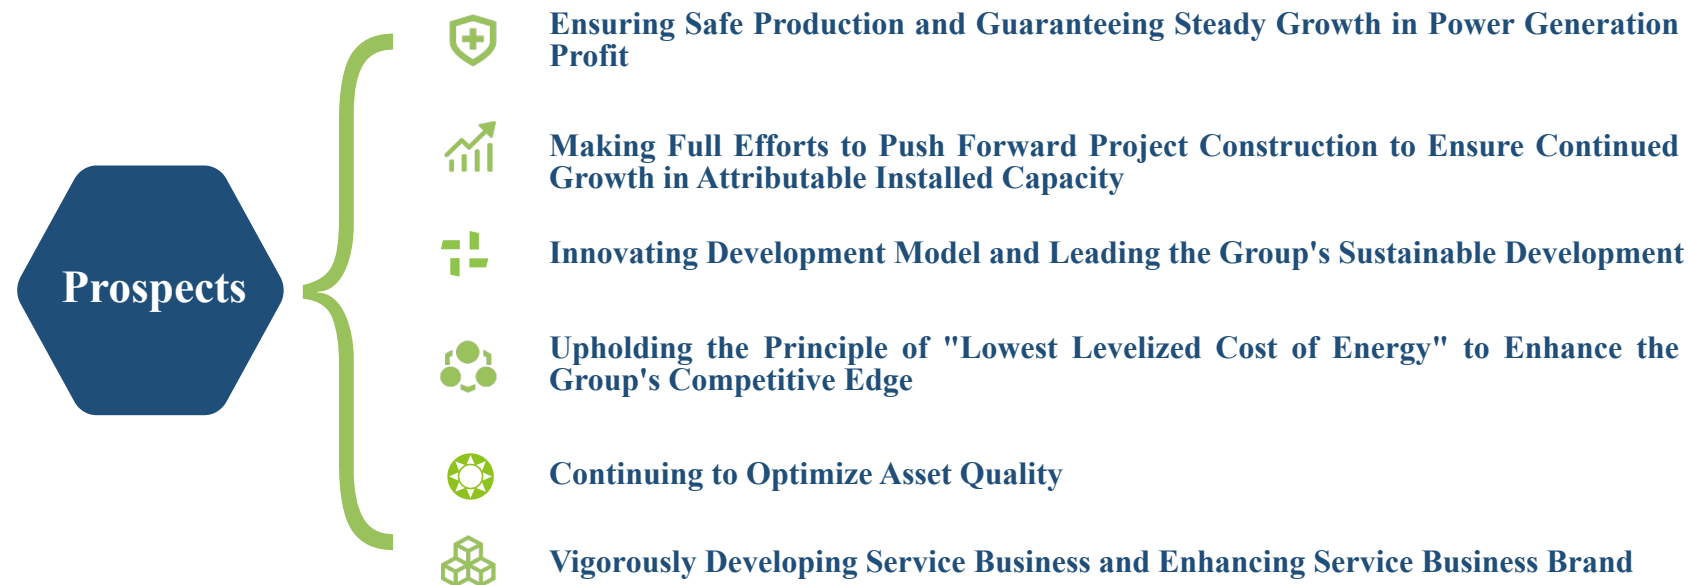 Prospects
Ensuring Safe Production and Guaranteeing Steady Growth in Power Generation
Profit
Making Full Efforts to Push Forward Project Construction to Ensure Continued
Growth in Attributable Installed Capacity
Innovating Development Model and Leading the Group's Sustainable Development
Upholding the Principle of "Lowest Levelized Cost of Energy" to Enhance the
Group's Competitive Edge
Continuing to Optimize Asset Quality
Vigorously Developing Service Business and Enhancing Service Business Brand